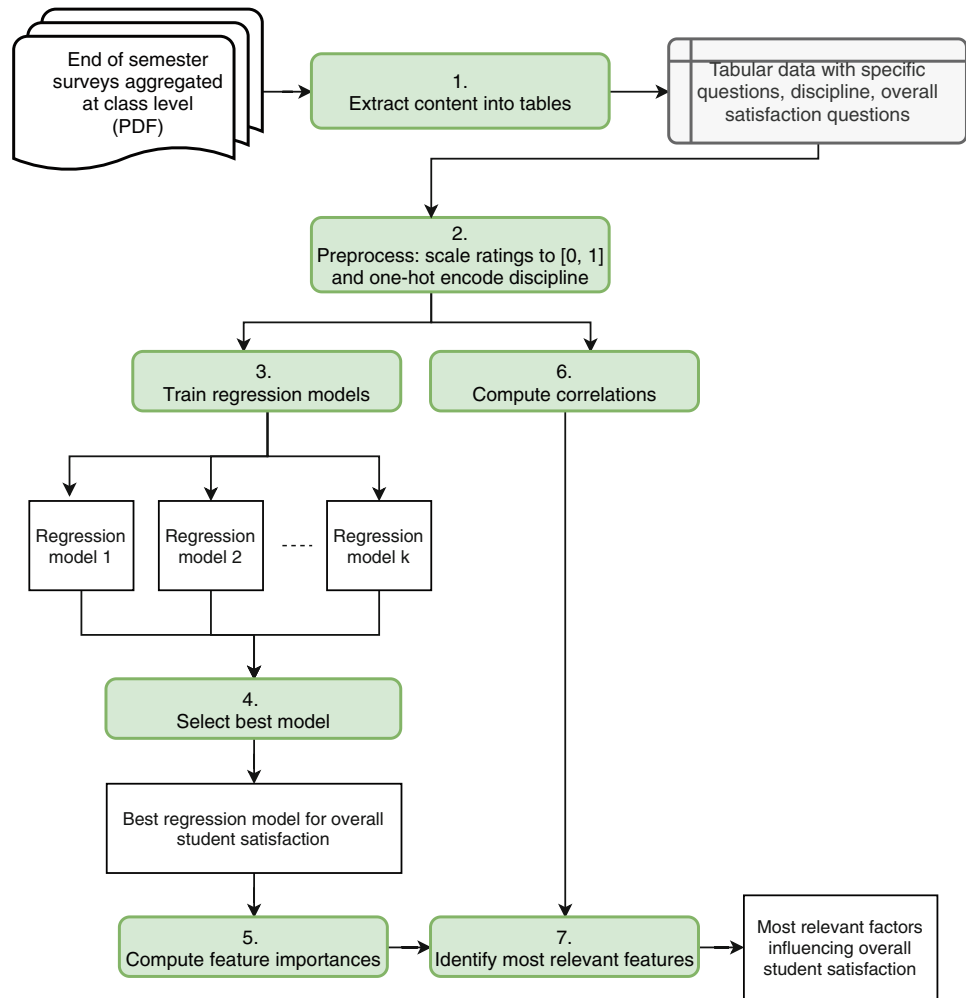 End of semester
surveys aggregated
at class level
(PDF)
1.
Extract content into tables
Tabular data with specific
questions, discipline, overall
satisfaction questions
2.
Preprocess: scale ratings to [0, 1]
and one-hot encode discipline
3.
Train regression models
6.
Compute correlations
Regression
model 1
Regression
model 2
Regression
model k
4.
Select best model
Best regression model for overall
student satisfaction
5.
Compute feature importances
7.
Identify most relevant features
Most relevant factors
influencing overall
student satisfaction